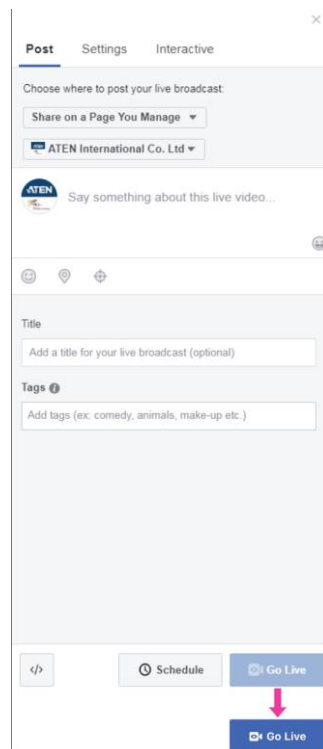 Post Settings Interactive
Choose where to post your live broadcast:
Share on a Page You Manage
ATEN International Co. Ltd
ATEN
Say something about this live video...
Title
Add a title for your live broadcast (optional)
Tags
Add tags (ex: comedy, animals, make-up etc.)
</> Schedule Go Live
Go Live